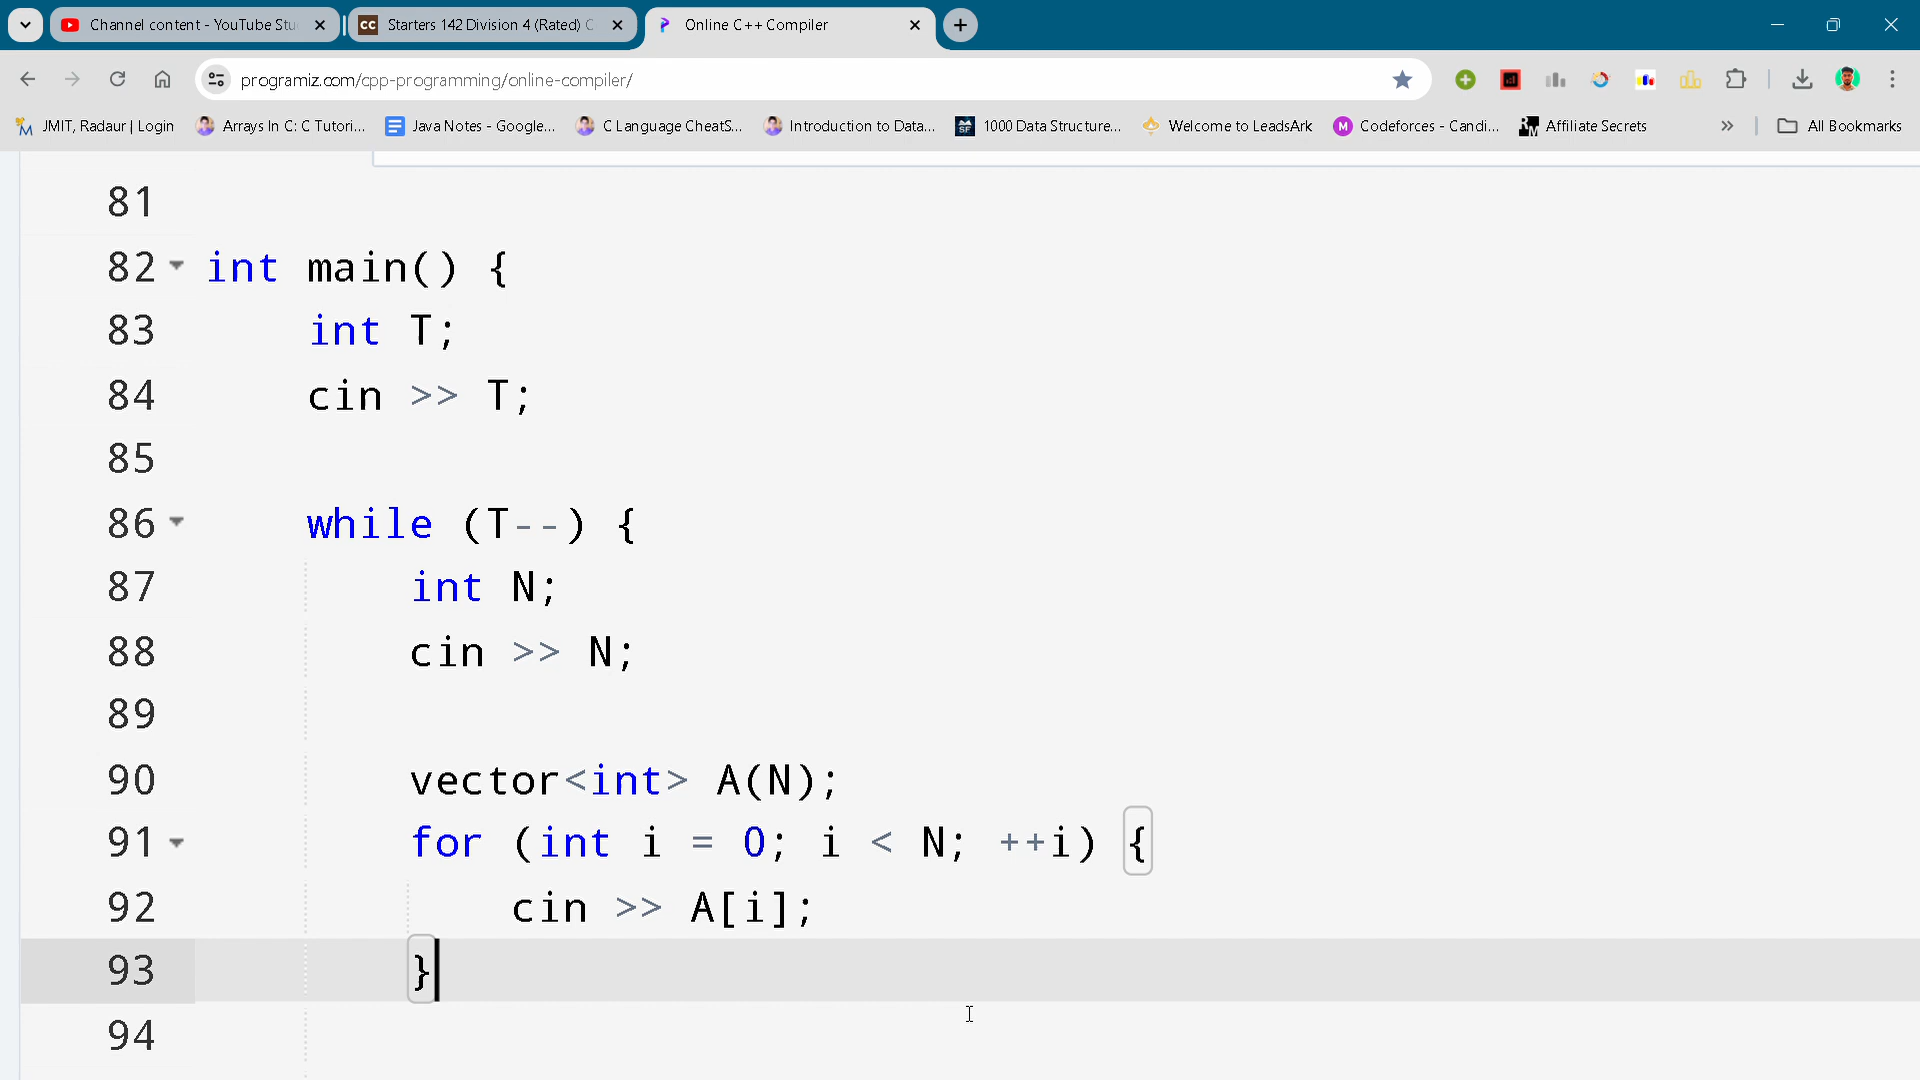 Channel content - YouTube Stu
Starters 142 Division 4 (Rated) C
Online C++ Compiler
programiz.com/cpp-programming/online-compiler/
JMIT, Radaur | Login
Arrays In C: C Tutori...
Java Notes - Google...
C Language CheatS...
Introduction to Data...
1000 Data Structure...
Welcome to LeadsArk
Codeforces - Candi...
Affiliate Secrets
All Bookmarks
81
82 int main() {
83 int T;
84 cin >> T;
85
86 while (T--) {
87 int N;
88 cin >> N;
89
90 vector<int> A(N);
91 for (int i = 0; i < N; ++i) {
92 cin >> A[i];
93 }
94